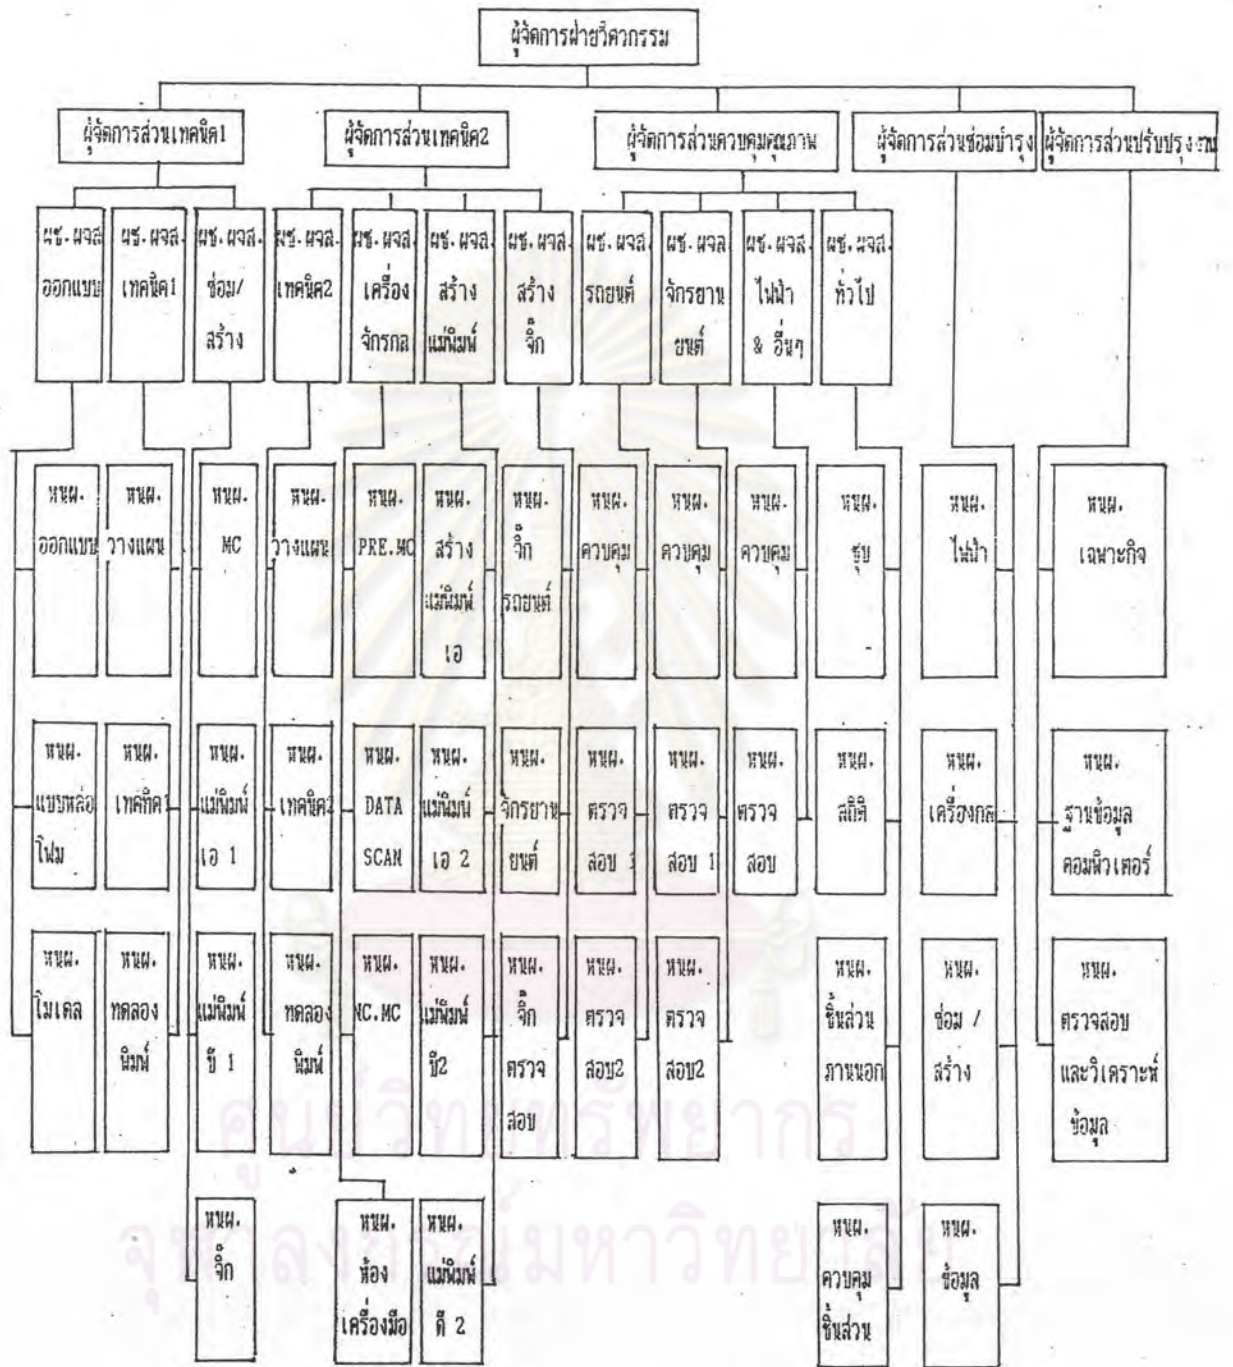 ผู้จัดการฝ่ายวิศวกรรม
ผู้จัดการส่วนเทคนิค1
ผู้จัดการส่วนเทคนิค2
ผู้จัดการส่วนควบคุมคุณภาพ
ผู้จัดการส่วนซ่อมบำรุง
ผู้จัดการส่วนปรับปรุงงาน
ผช.ผจส.
ออกแบบ
ผช.ผจส.
เทคนิค1
ผช.ผจส.
ซ่อม/
สร้าง
ผช.ผจส.
เทคนิค2
ผช.ผจส.
เครื่อง
จักรกล
ผช.ผจส.
สร้าง
แม่พิมพ์
ผช.ผจส.
สร้าง
จิ๊ก
ผช.ผจส.
รถยนต์
ผช.ผจส.
จักรยาน
ยนต์
ผช.ผจส.
ไฟฟ้า
& อื่นๆ
ผช.ผจส.
ทั่วไป
หนผ.
ออกแบบ
หนผ.
วางแผน
หนผ.
MC
หนผ.
วางแผน
หนผ.
PRE.MC
หนผ.
สร้าง
แม่พิมพ์
เอ
หนผ.
จิ๊ก
รถยนต์
หนผ.
ควบคุม
หนผ.
ควบคุม
หนผ.
ควบคุม
หนผ.
ชุบ
หนผ.
ไฟฟ้า
หนผ.
เฉพาะกิจ
หนผ.
แบบหล่อ
โฟม
หนผ.
เทคทิค1
หนผ.
แม่พิมพ์
เอ 1
หนผ.
เทคนิค2
หนผ.
DATA
SCAN
หนผ.
แม่พิมพ์
เอ 2
หนผ.
จักรยาน
ยนต์
หนผ.
ตรวจ
สอบ
หนผ.
ตรวจ
สอบ 1
หนผ.
ตรวจ
สอบ
หนผ.
สถิติ
หนผ.
เครื่องกล
หนผ.
ฐานข้อมูล
คอมพิวเตอร์
หนผ.
โมเดล
หนผ.
ทดลอง
พิมพ์
หนผ.
แม่พิมพ์
บี 1
หนผ.
ทดลอง
พิมพ์
หนผ.
NC.MC
หนผ.
แม่พิมพ์
บี2
หนผ.
จิ๊ก
ตรวจ
สอบ
หนผ.
ตรวจ
สอบ2
หนผ.
ตรวจ
สอบ2
หนผ.
ชิ้นส่วน
ภานนอก
หนผ.
ซ่อม /
สร้าง
หนผ.
ตรวจสอบ
และวิเคราะห์
ข้อมูล
หนผ.
จิ๊ก
หนผ.
ห้อง
เครื่องมือ
หนผ.
แม่พิมพ์
ดี 2
หนผ.
ควบคุม
ชิ้นส่วน
หนผ.
ข้อมูล
ศูนย์วิทยทรัพยากร
จุฬาลงกรณ์มหาวิทยาลัย